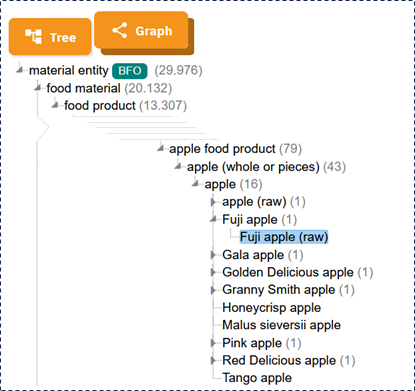 Tree
Graph
material entity BFO (29.976)
food material (20.132)
food product (13.307)
apple food product (79)
apple (whole or pieces) (43)
apple (16)
apple (raw) (1)
Fuji apple (1)
Fuji apple (raw)
Gala apple (1)
Golden Delicious apple (1)
Granny Smith apple (1)
Honeycrisp apple
Malus sieversii apple
Pink apple (1)
Red Delicious apple (1)
Tango apple